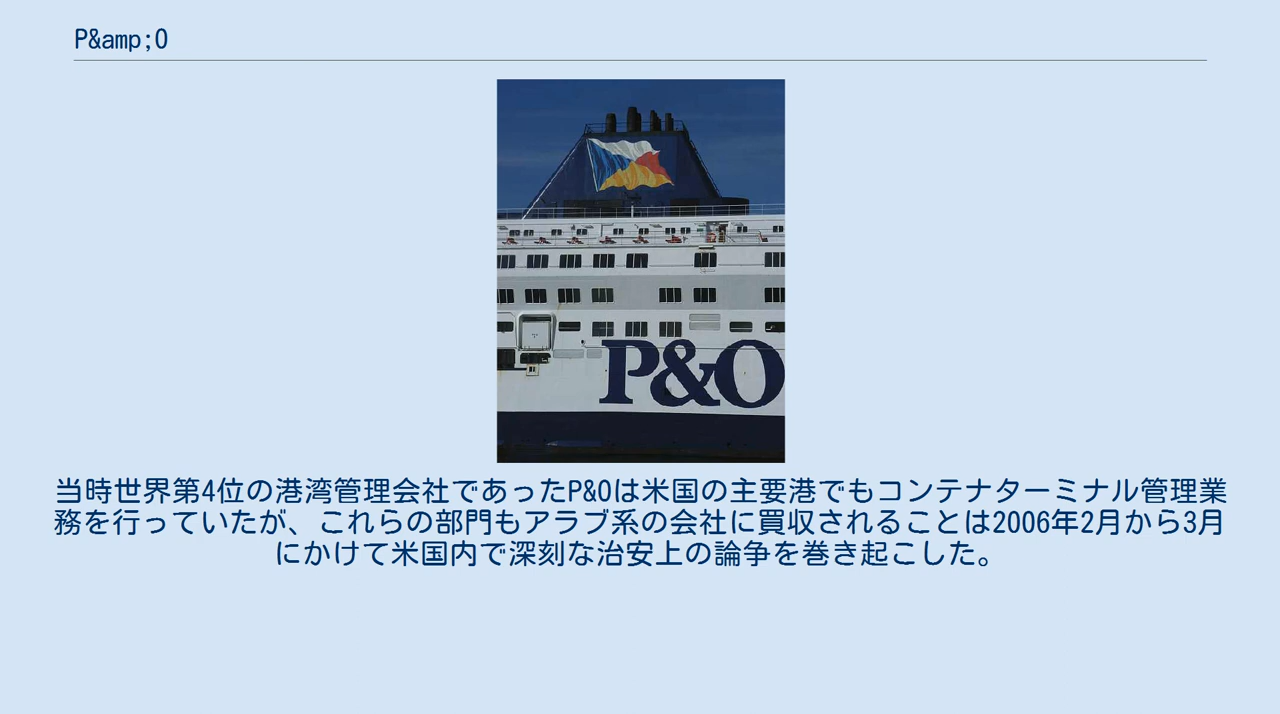 P&amp;O
P&O
当時世界第4位の港湾管理会社であったP&Oは米国の主要港でもコンテナターミナル管理業
務を行っていたが、これらの部門もアラブ系の会社に買収されることは2006年2月から3月
にかけて米国内で深刻な治安上の論争を巻き起こした。